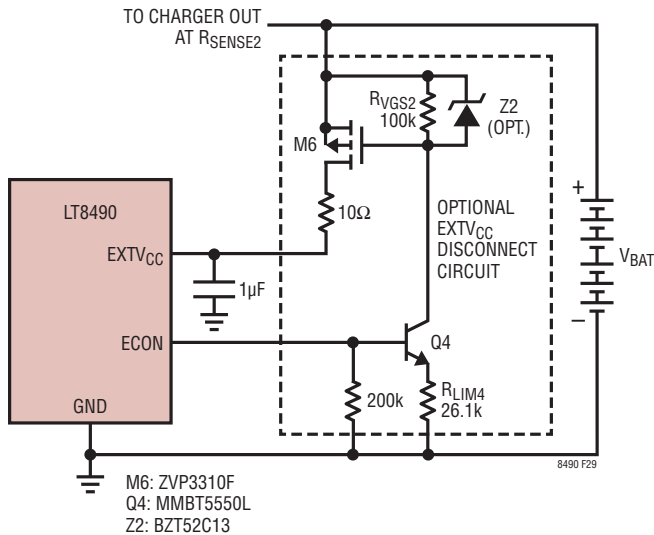 TO CHARGER OUT
AT RSENSE2
RVGS2
100k
Z2
(OPT.)
M6
LT8490
10Ω
OPTIONAL
EXTVCC
DISCONNECT
CIRCUIT
+
VBAT
–
EXTVCC
1µF
ECON
Q4
200k
RLIM4
26.1k
GND
8490 F29
M6: ZVP3310F
Q4: MMBT5550L
Z2: BZT52C13